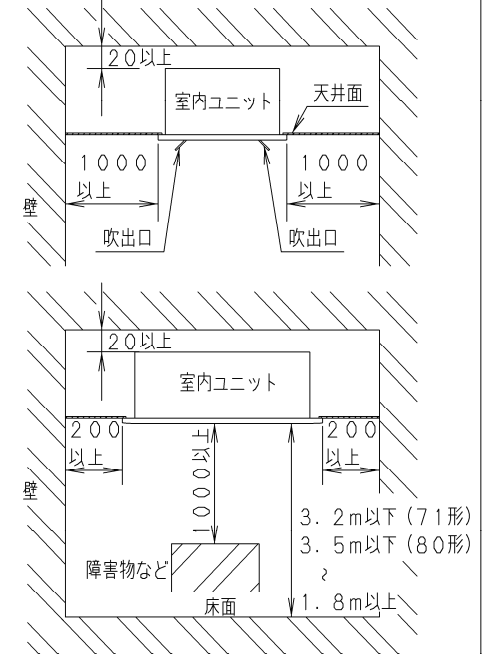 20以上
室内ユニット
天井面
1000
以上
1000
以上
壁
吹出口
吹出口
20以上
室内ユニット
200
以上
1000以上
200
以上
壁
3.2m以下(71形)
3.5m以下(80形)
~
1.8m以上
障害物など
床面